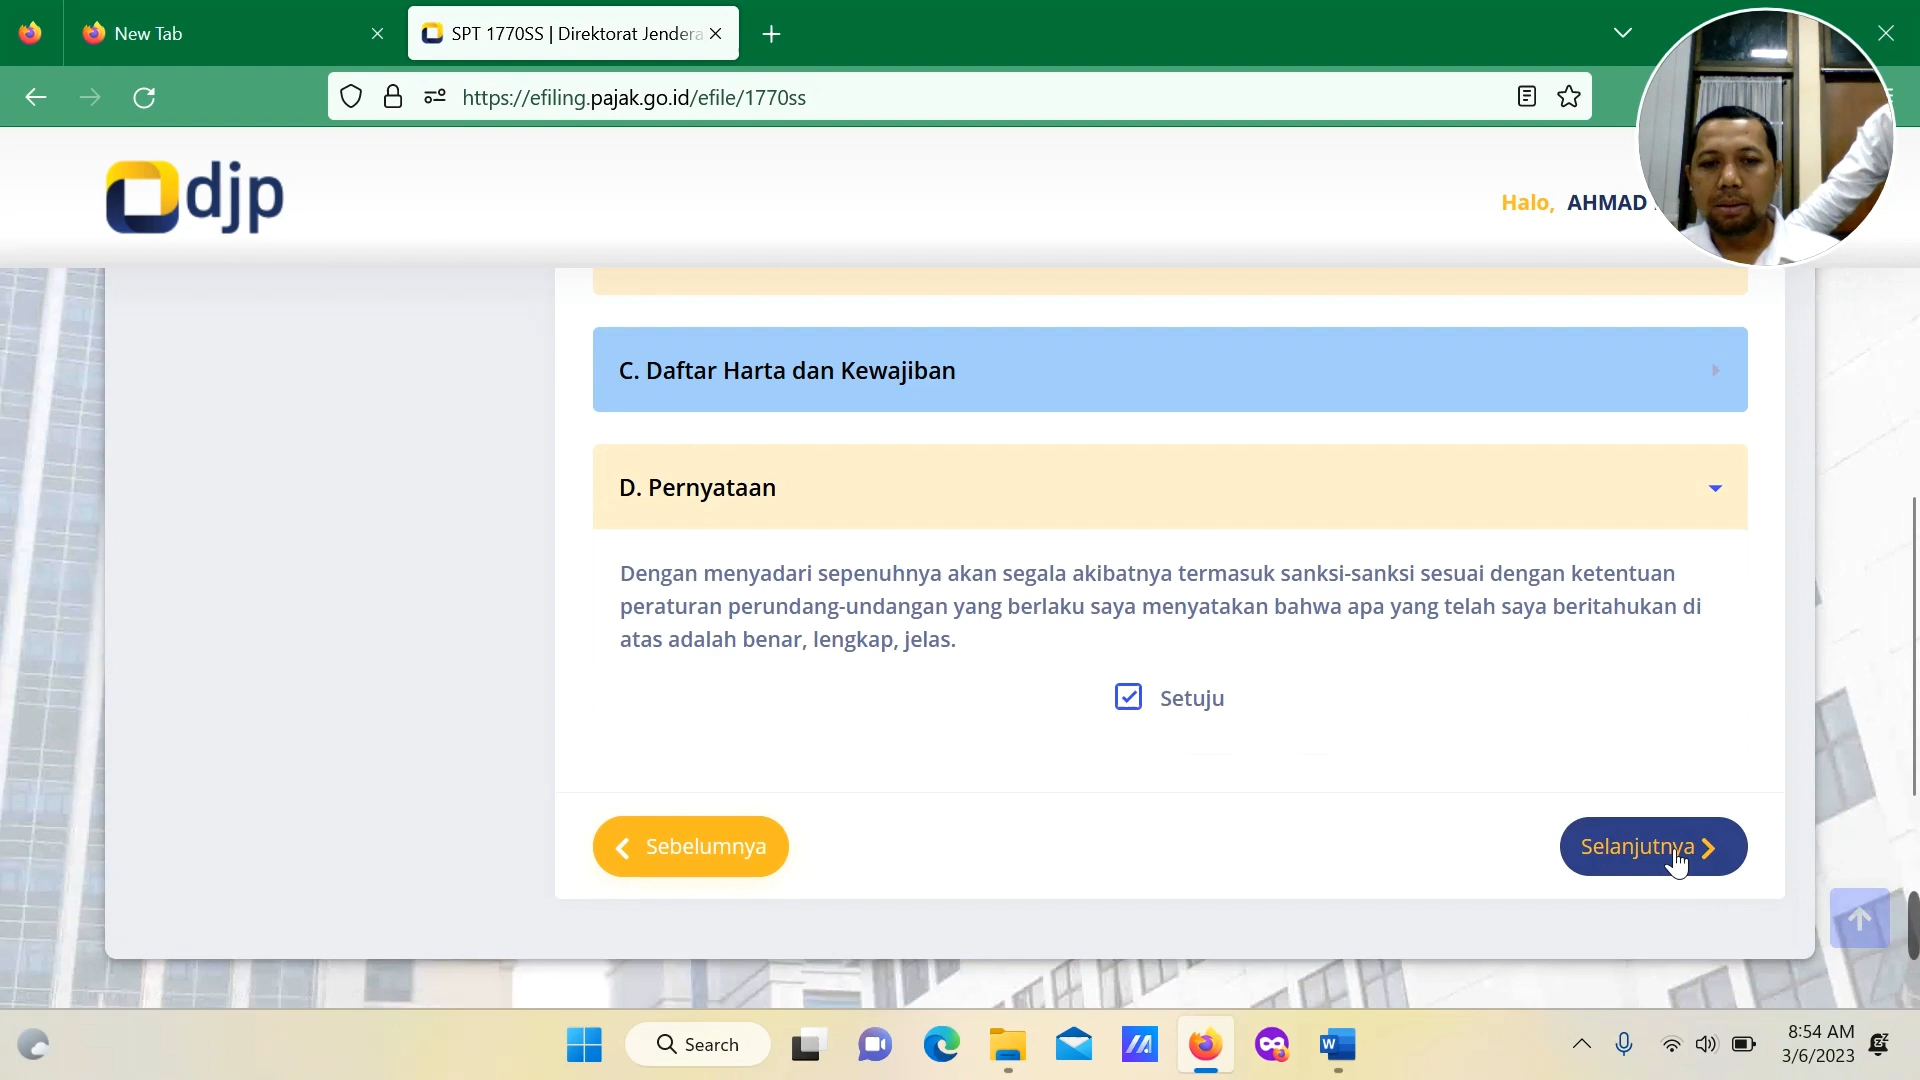 New Tab
SPT 1770SS | Direktorat Jendera
https://efiling.pajak.go.id/efile/1770ss
djp
Halo, AHMAD
C. Daftar Harta dan Kewajiban
D. Pernyataan
Dengan menyadari sepenuhnya akan segala akibatnya termasuk sanksi-sanksi sesuai dengan ketentuan
peraturan perundang-undangan yang berlaku saya menyatakan bahwa apa yang telah saya beritahukan di
atas adalah benar, lengkap, jelas.
Setuju
Sebelumnya
Selanjutnya
Search
W
8:54 AM
3/6/2023